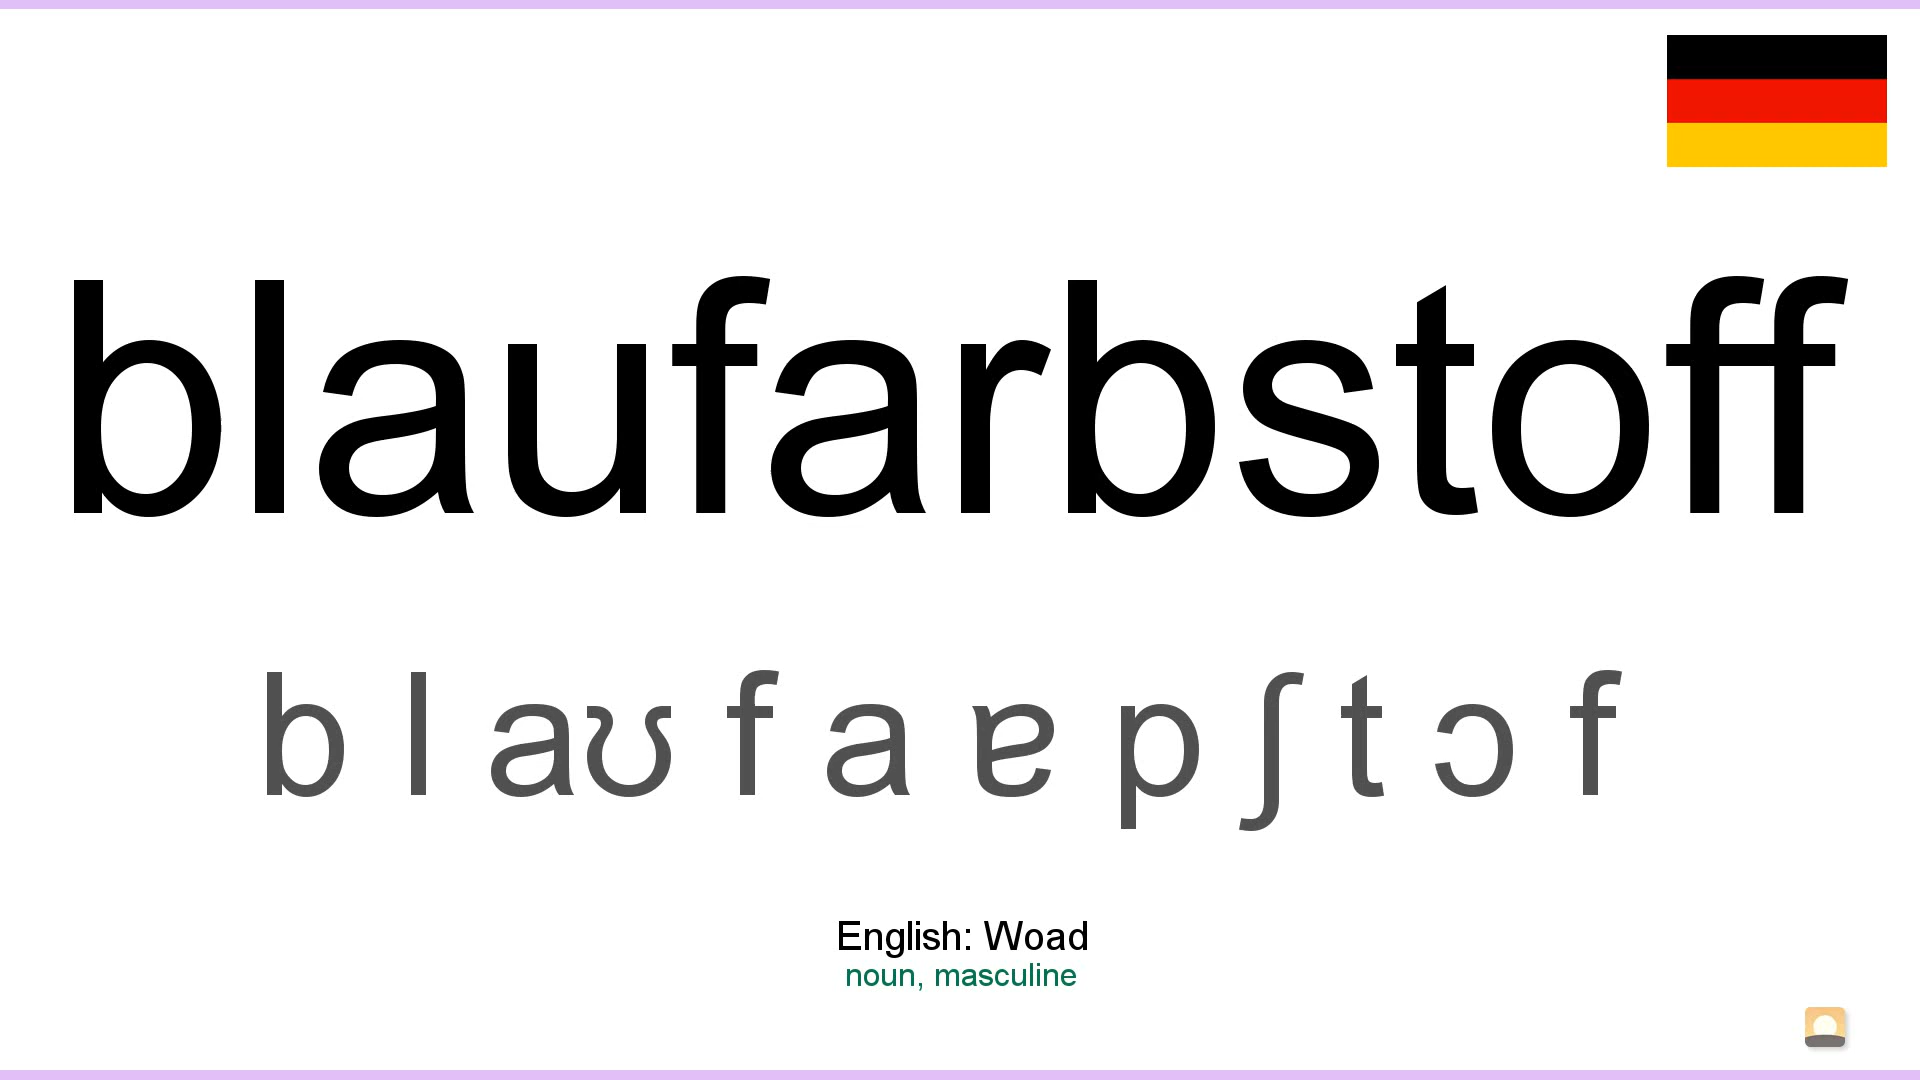 blaufarbstoff
b l aʊ f a ɐ p ʃ t ɔ f
English: Woad
noun, masculine